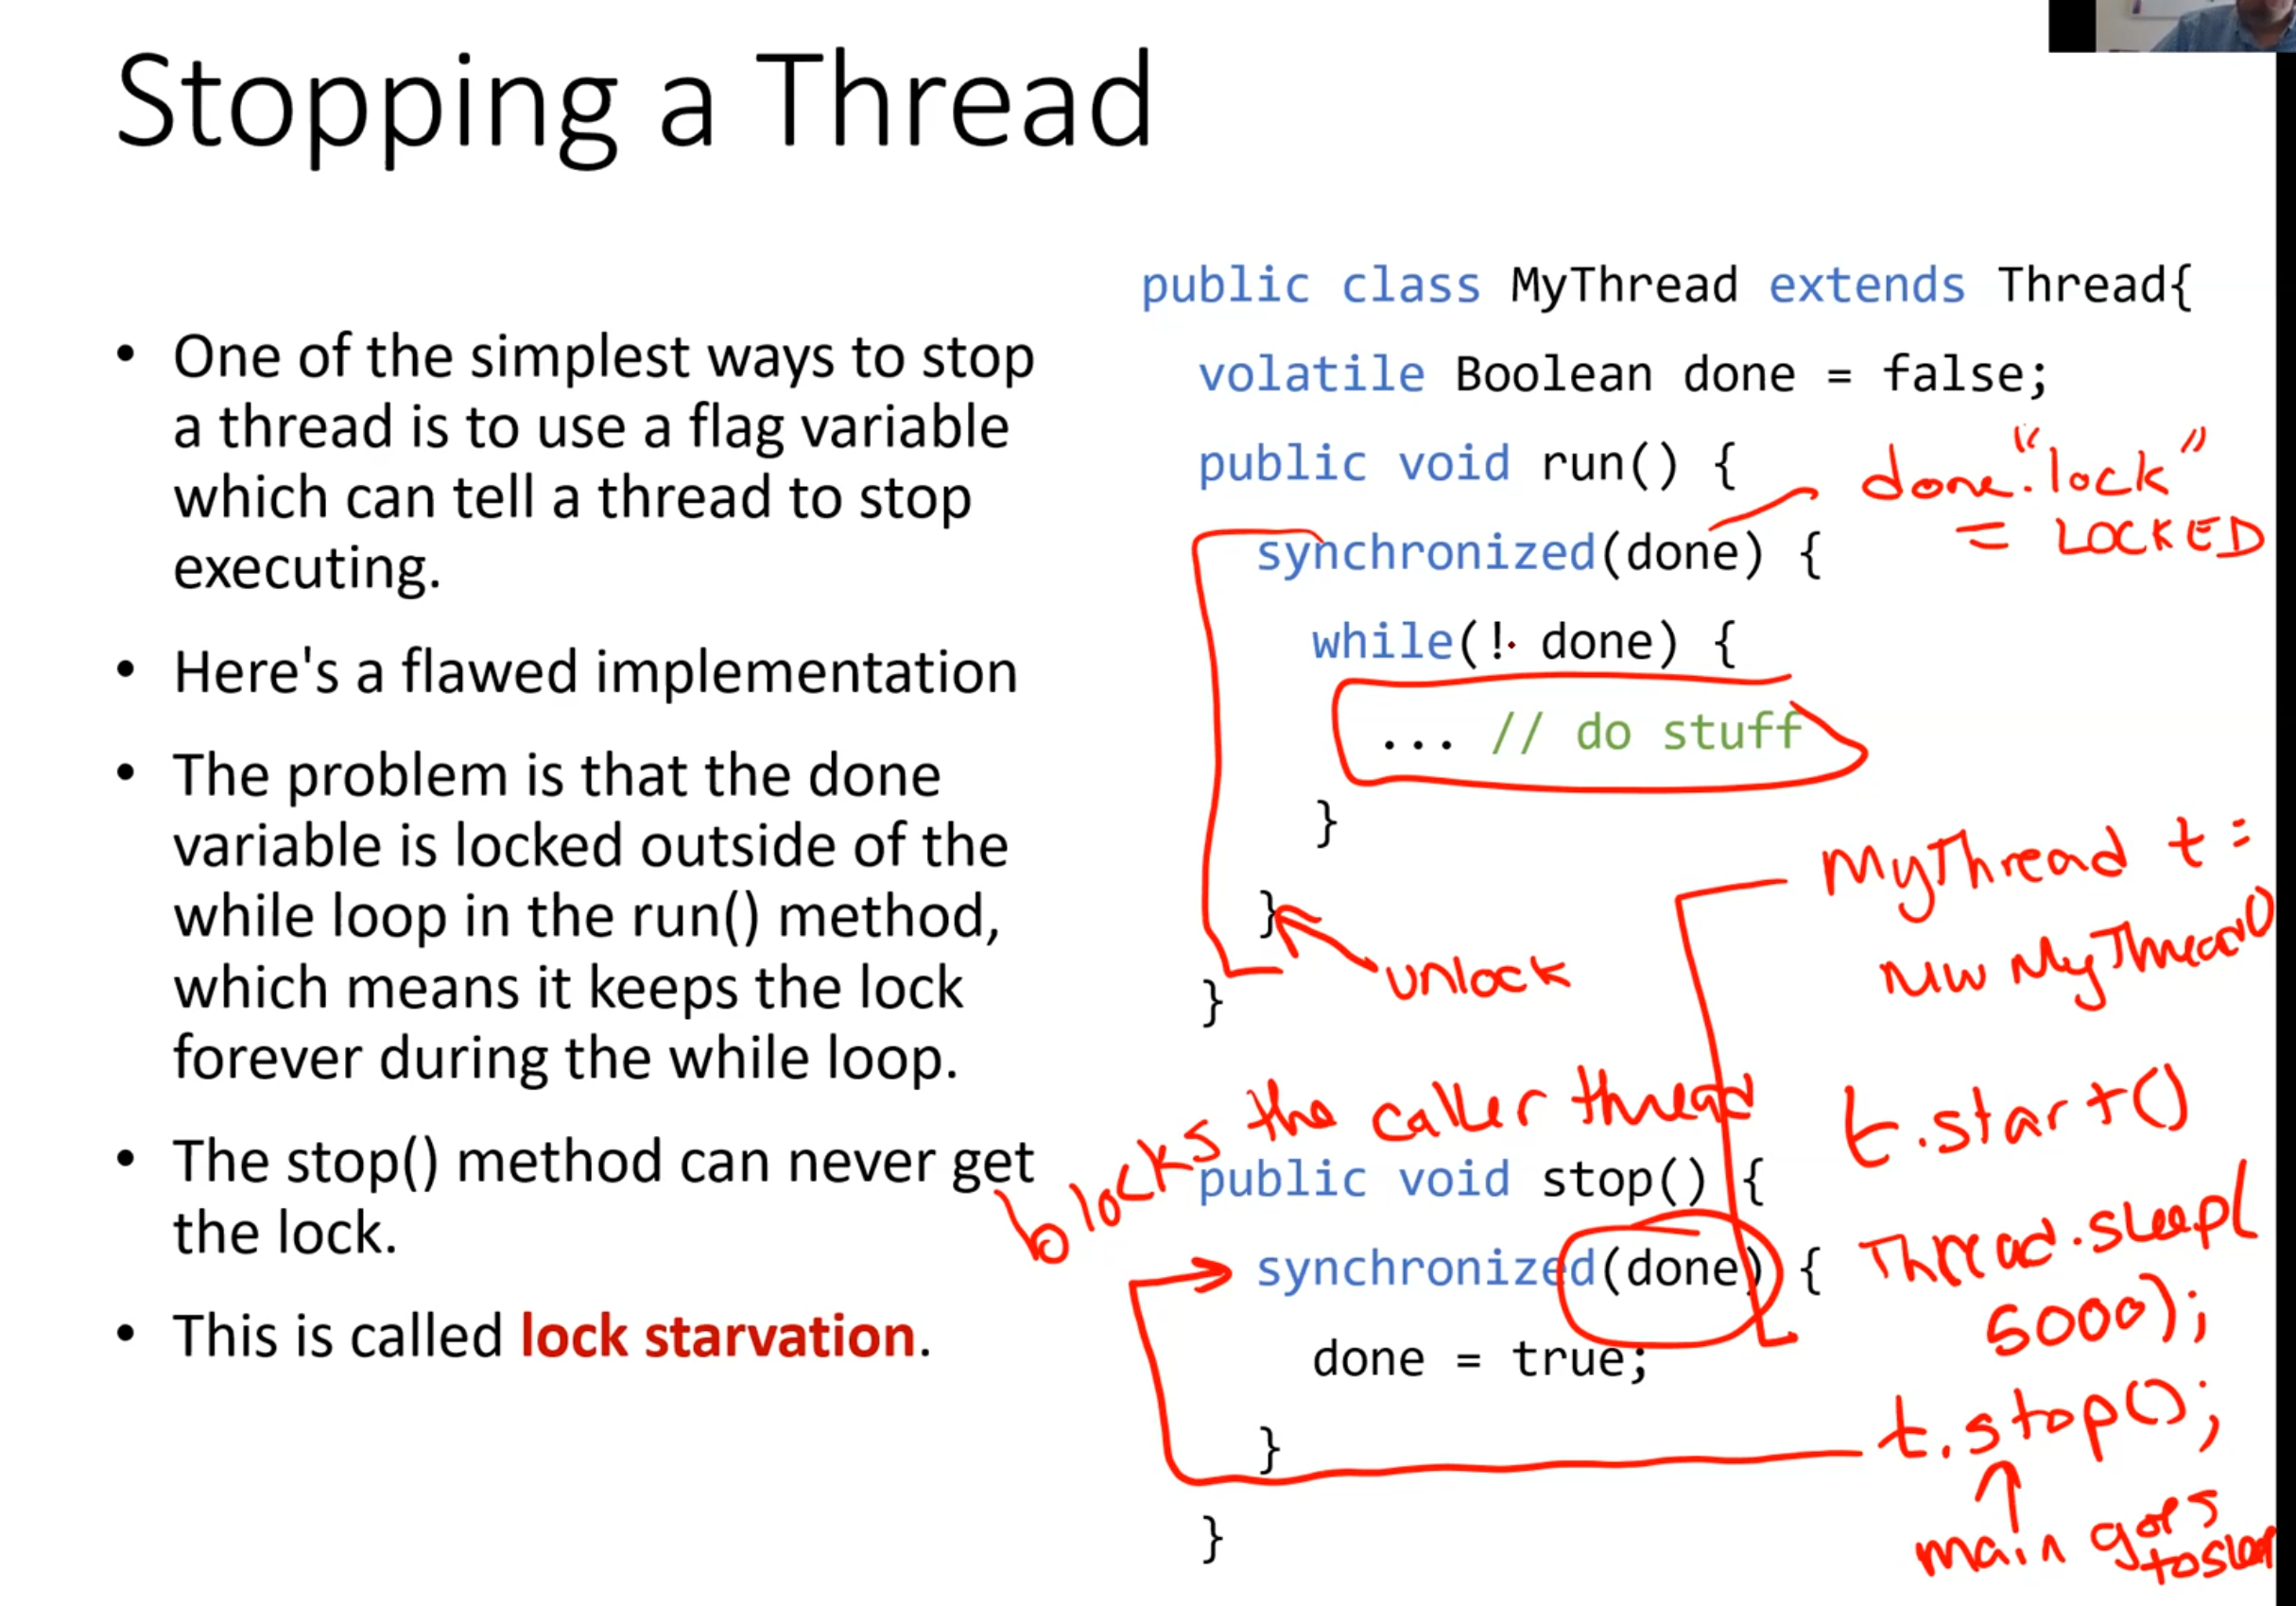 Stopping a Thread
• One of the simplest ways to stop
a thread is to use a flag variable
which can tell a thread to stop
executing.
• Here's a flawed implementation
• The problem is that the done
variable is locked outside of the
while loop in the run() method,
which means it keeps the lock
forever during the while loop.
• The stop() method can never get
the lock.
• This is called lock starvation.
public class MyThread extends Thread{
volatile Boolean done = false;
public void run() {
synchronized(done) {
while(! done) {
... // do stuff
}
}
}
public void stop() {
synchronized(done) {
done = true;
}
}
done."lock"
= LOCKED
unlock
blocks the caller thread
MyThread t =
new MyThread()
t.start()
Thread.sleep(
5000);
t.stop();
main goes
to sleep